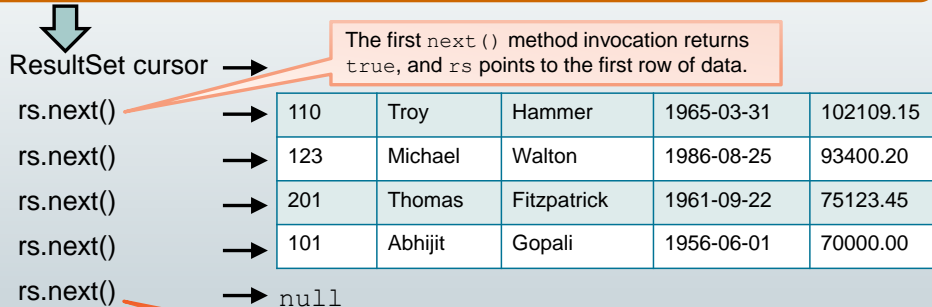 The first next() method invocation returns
true, and rs points to the first row of data.
ResultSet cursor
rs.next() 110 Troy Hammer 1965-03-31 102109.15
rs.next() 123 Michael Walton 1986-08-25 93400.20
rs.next() 201 Thomas Fitzpatrick 1961-09-22 75123.45
rs.next() 101 Abhijit Gopali 1956-06-01 70000.00
rs.next() null